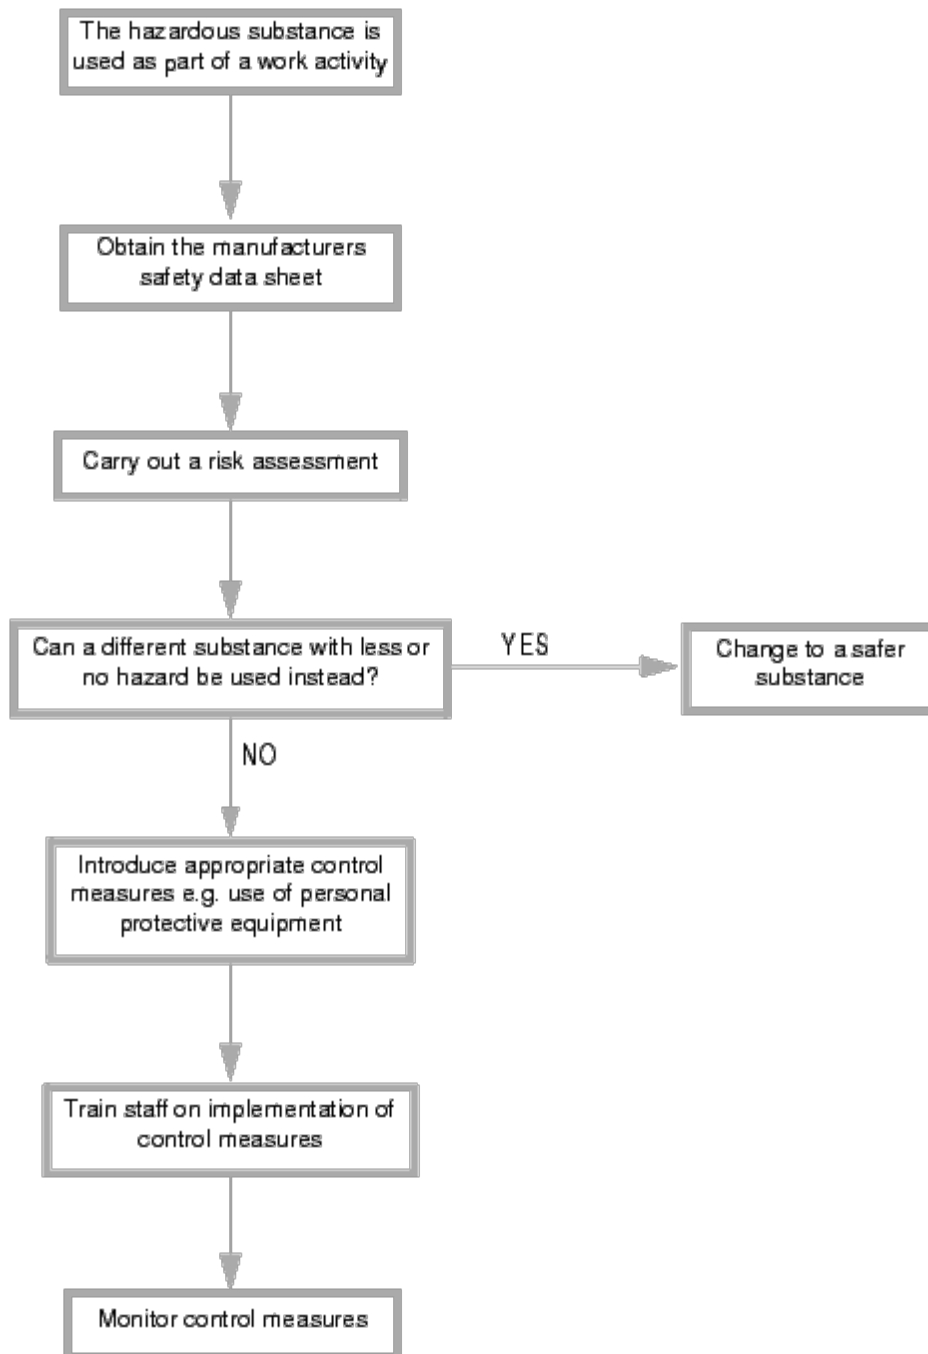 The hazardous substance is
used as part of a work activity
Obtain the manufacturers
safety data sheet
Carry out a risk assessment
Can a different substance with less or
no hazard be used instead?
YES
Change to a safer
substance
NO
Introduce appropriate control
measures e.g. use of personal
protective equipment
Train staff on implementation of
control measures
Monitor control measures